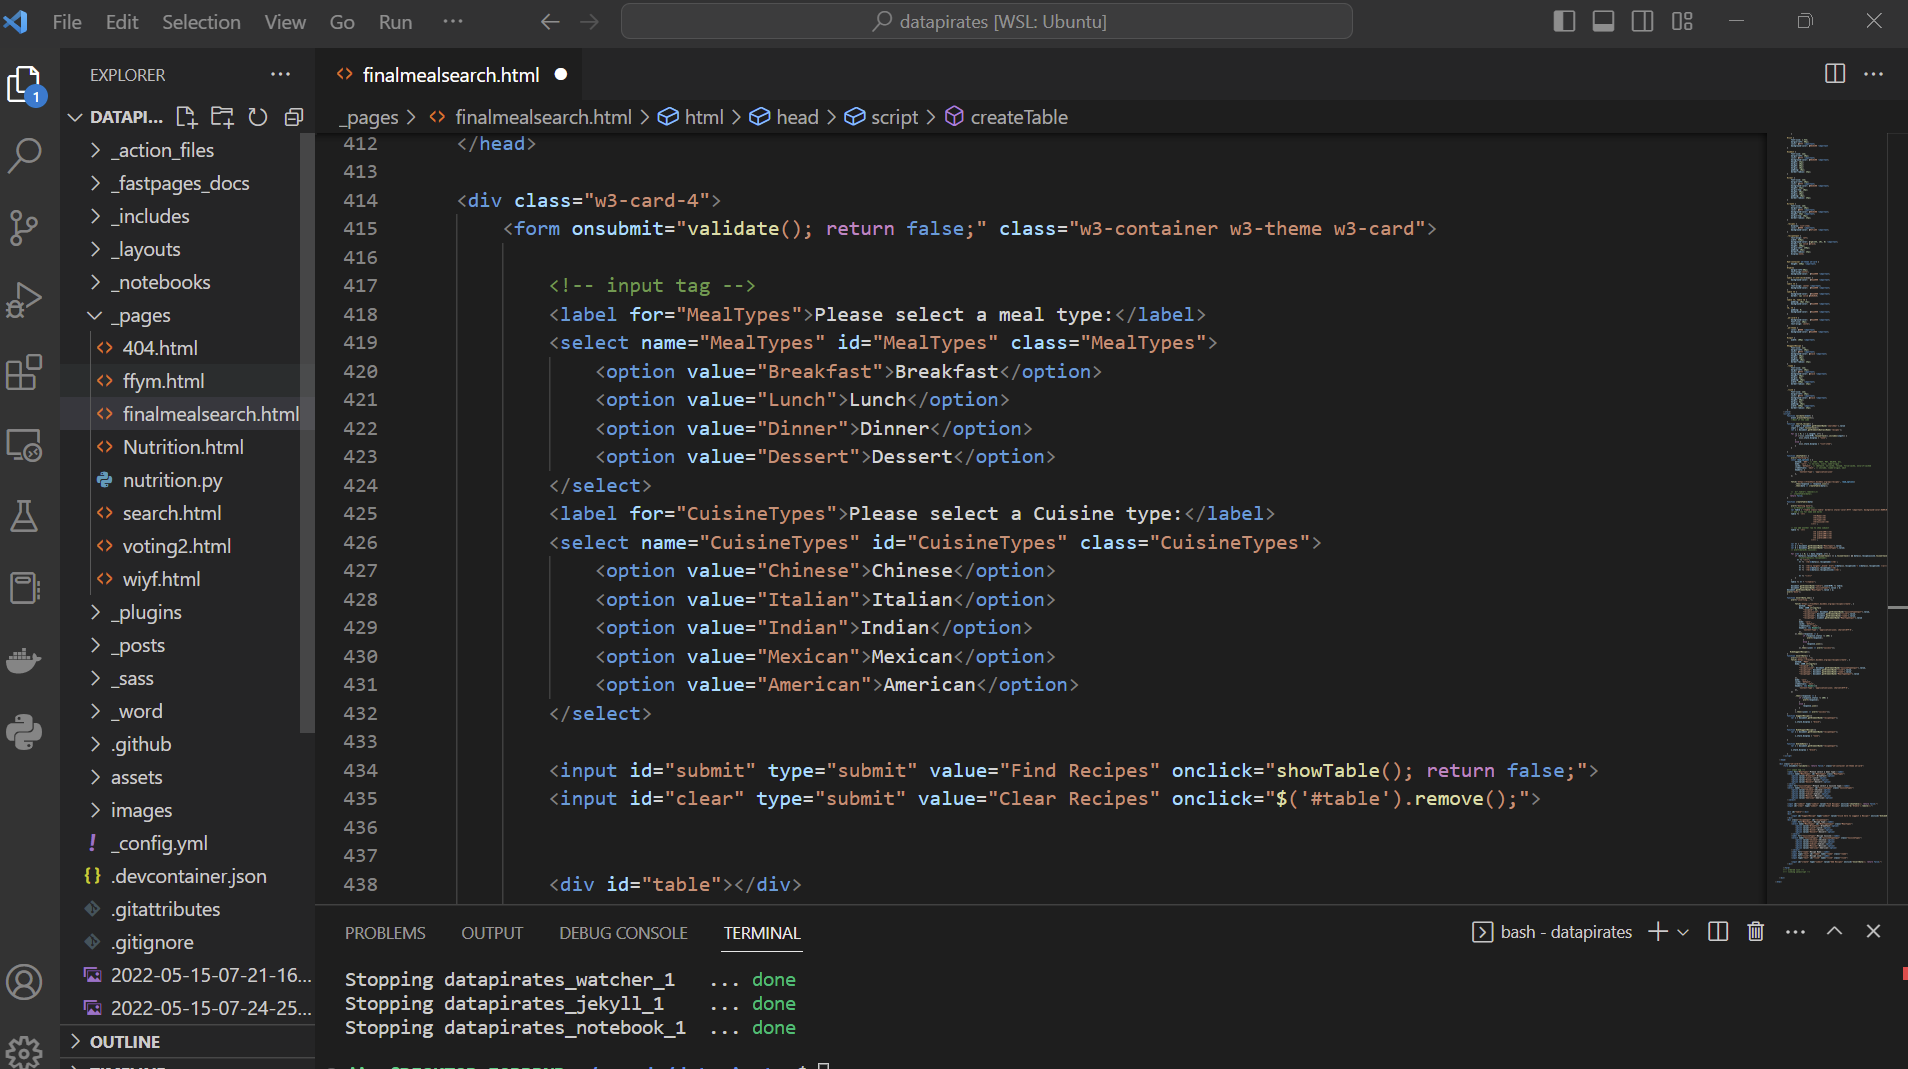 File Edit Selection View Go Run ···
datapirates [WSL: Ubuntu]
EXPLORER
1
DATAPI...
_action_files
_fastpages_docs
_includes
_layouts
_notebooks
_pages
404.html
ffym.html
finalmealsearch.html
Nutrition.html
nutrition.py
search.html
voting2.html
wiyf.html
_plugins
_posts
_sass
_word
.github
assets
images
_config.yml
.devcontainer.json
.gitattributes
.gitignore
2022-05-15-07-21-16...
2022-05-15-07-24-25...
OUTLINE
finalmealsearch.html
_pages > finalmealsearch.html > html > head > script > createTable
412 </head>
413
414 <div class="w3-card-4">
415 <form onsubmit="validate(); return false;" class="w3-container w3-theme w3-card">
416
417 <!-- input tag -->
418 <label for="MealTypes">Please select a meal type:</label>
419 <select name="MealTypes" id="MealTypes" class="MealTypes">
420 <option value="Breakfast">Breakfast</option>
421 <option value="Lunch">Lunch</option>
422 <option value="Dinner">Dinner</option>
423 <option value="Dessert">Dessert</option>
424 </select>
425 <label for="CuisineTypes">Please select a Cuisine type:</label>
426 <select name="CuisineTypes" id="CuisineTypes" class="CuisineTypes">
427 <option value="Chinese">Chinese</option>
428 <option value="Italian">Italian</option>
429 <option value="Indian">Indian</option>
430 <option value="Mexican">Mexican</option>
431 <option value="American">American</option>
432 </select>
433
434 <input id="submit" type="submit" value="Find Recipes" onclick="showTable(); return false;">
435 <input id="clear" type="submit" value="Clear Recipes" onclick="$('#table').remove();">
436
437
438 <div id="table"></div>
PROBLEMS OUTPUT DEBUG CONSOLE TERMINAL
bash - datapirates
Stopping datapirates_watcher_1 ... done
Stopping datapirates_jekyll_1 ... done
Stopping datapirates_notebook_1 ... done